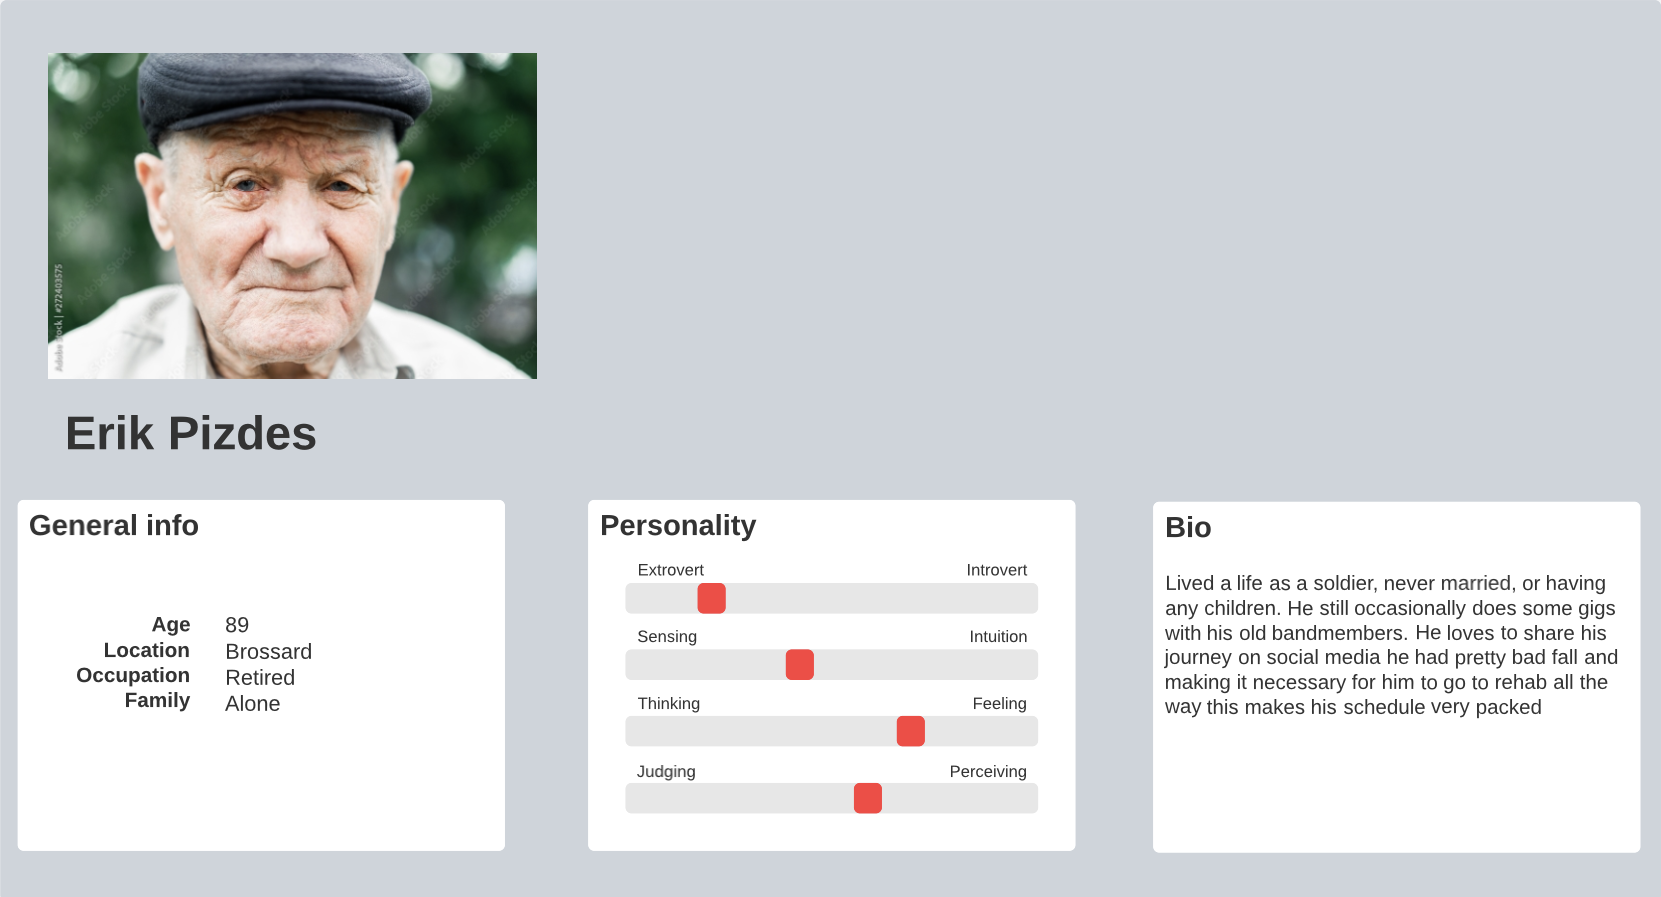 Adobe Stock | #272403575
Erik Pizdes
General info
Age 89
Location Brossard
Occupation Retired
Family Alone
Personality
Extrovert Introvert
Sensing Intuition
Thinking Feeling
Judging Perceiving
Bio
Lived a life as a soldier, never married, or having
any children. He still occasionally does some gigs
with his old bandmembers. He loves to share his
journey on social media he had pretty bad fall and
making it necessary for him to go to rehab all the
way this makes his schedule very packed